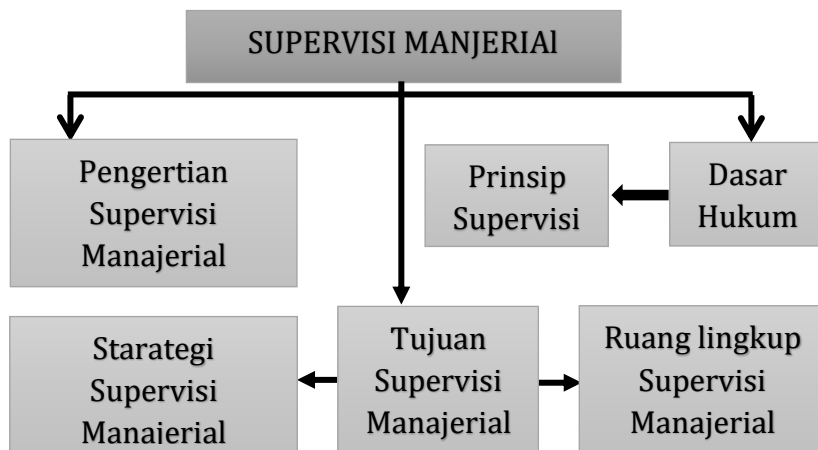 SUPERVISI MANJERIAl
Pengertian
Supervisi
Manajerial
Prinsip
Supervisi
Dasar
Hukum
Starategi
Supervisi
Manajerial
Tujuan
Supervisi
Manajerial
Ruang lingkup
Supervisi
Manajerial